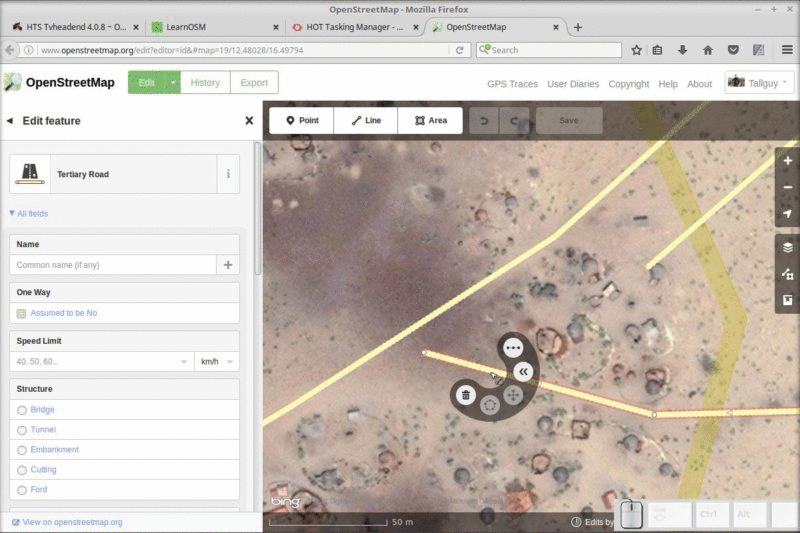 OpenStreetMap - Mozilla Firefox
HTS Tvheadend 4.0.8 ~ O...
LearnOSM
HOT Tasking Manager - ...
OpenStreetMap
www.openstreetmap.org/edit?editor=id&#map=19/12.48028/16.49794
Search
OpenStreetMap
Edit
History
Export
GPS Traces
User Diaries
Copyright
Help
About
Tallguy
Edit feature
Point
Line
Area
Save
Tertiary Road
i
All fields
Name
Common name (if any)
One Way
Assumed to be No
Speed Limit
40, 50, 60...
km/h
Structure
Bridge
Tunnel
Embankment
Cutting
Ford
View on openstreetmap.org
bing
50 m
Edits by
Ctrl
Alt